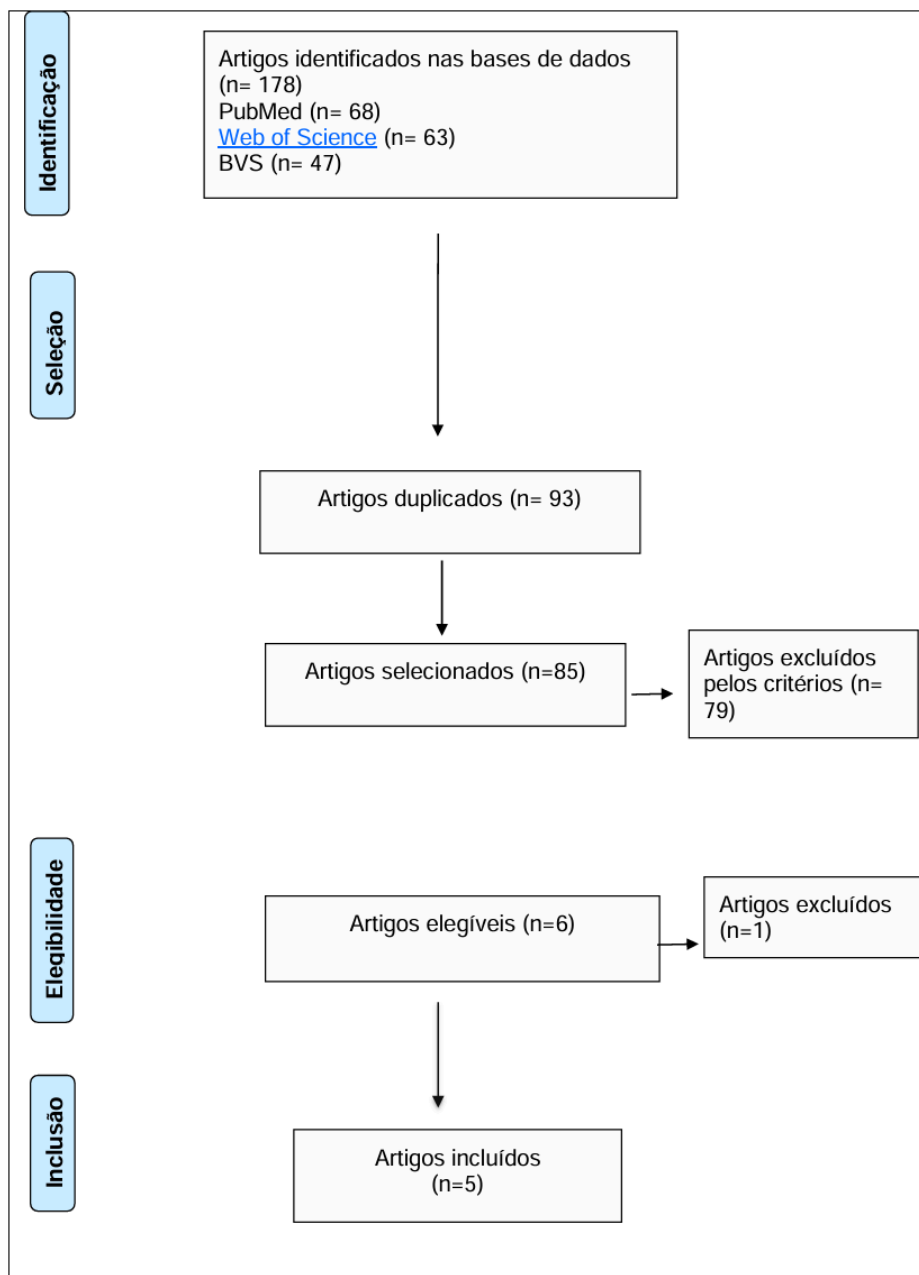 Identificação
Artigos identificados nas bases de dados
(n= 178)
PubMed (n= 68)
Web of Science (n= 63)
BVS (n= 47)
Seleção
Artigos duplicados (n= 93)
Artigos selecionados (n=85)
Artigos excluídos
pelos critérios (n=
79)
Elegibilidade
Artigos elegíveis (n=6)
Artigos excluídos
(n=1)
Inclusão
Artigos incluídos
(n=5)